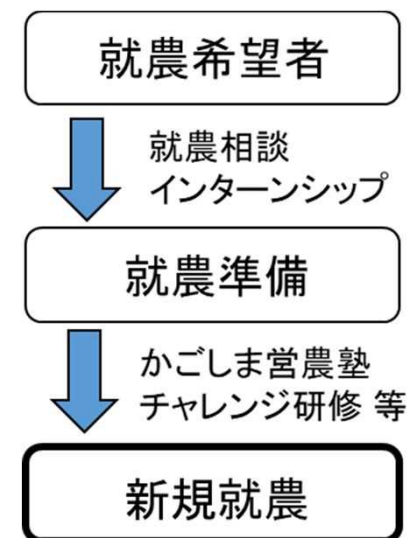 就農希望者
就農相談
インターンシップ
就農準備
かごしま営農塾
チャレンジ研修 等
新規就農